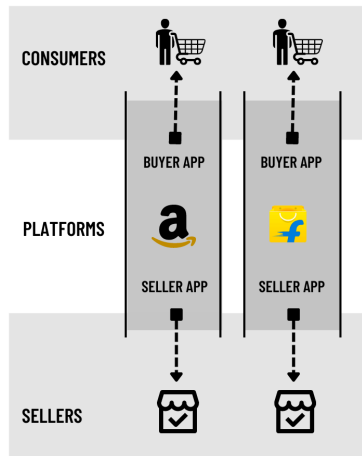 CONSUMERS
BUYER APP
BUYER APP
PLATFORMS
a
f
SELLER APP
SELLER APP
SELLERS